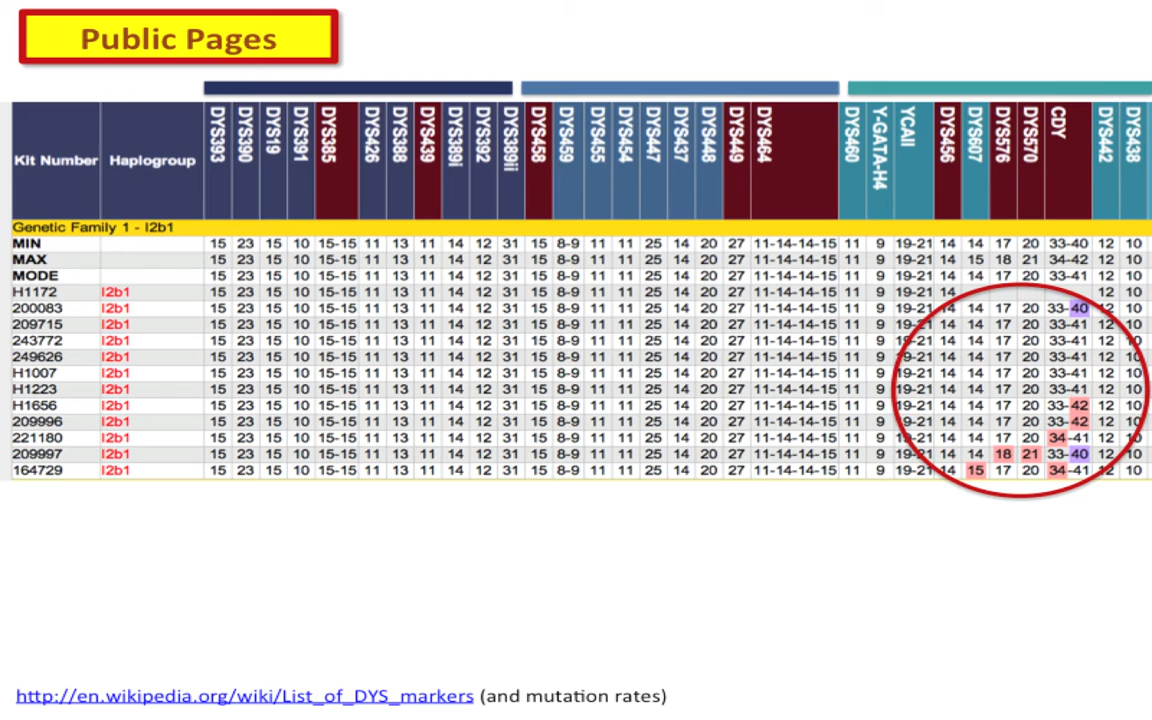 Public Pages
Kit Number Haplogroup DYS393 DYS390 DYS19 DYS391 DYS385 DYS426 DYS388 DYS439 DYS389i DYS392 DYS389ii DYS458 DYS459 DYS455 DYS454 DYS447 DYS437 DYS448 DYS449 DYS464 DYS460 Y-GATA-H4 YCAII DYS456 DYS607 DYS576 DYS570 CDY DYS442 DYS438
Genetic Family 1 - I2b1
MIN 15 23 15 10 15-15 11 13 11 14 12 31 15 8-9 11 11 25 14 20 27 11-14-14-15 11 9 19-21 14 14 17 20 33-40 12 10
MAX 15 23 15 10 15-15 11 13 11 14 12 31 15 8-9 11 11 25 14 20 27 11-14-14-15 11 9 19-21 14 15 18 21 34-42 12 10
MODE 15 23 15 10 15-15 11 13 11 14 12 31 15 8-9 11 11 25 14 20 27 11-14-14-15 11 9 19-21 14 14 17 20 33-41 12 10
H1172 I2b1 15 23 15 10 15-15 11 13 11 14 12 31 15 8-9 11 11 25 14 20 27 11-14-14-15 11 9 19-21 14 12 10
200083 I2b1 15 23 15 10 15-15 11 13 11 14 12 31 15 8-9 11 11 25 14 20 27 11-14-14-15 11 9 19-21 14 14 17 20 33-40 12 10
209715 I2b1 15 23 15 10 15-15 11 13 11 14 12 31 15 8-9 11 11 25 14 20 27 11-14-14-15 11 9 19-21 14 14 17 20 33-41 12 10
243772 I2b1 15 23 15 10 15-15 11 13 11 14 12 31 15 8-9 11 11 25 14 20 27 11-14-14-15 11 9 19-21 14 14 17 20 33-41 12 10
249626 I2b1 15 23 15 10 15-15 11 13 11 14 12 31 15 8-9 11 11 25 14 20 27 11-14-14-15 11 9 19-21 14 14 17 20 33-41 12 10
H1007 I2b1 15 23 15 10 15-15 11 13 11 14 12 31 15 8-9 11 11 25 14 20 27 11-14-14-15 11 9 19-21 14 14 17 20 33-41 12 10
H1223 I2b1 15 23 15 10 15-15 11 13 11 14 12 31 15 8-9 11 11 25 14 20 27 11-14-14-15 11 9 19-21 14 14 17 20 33-41 12 10
H1656 I2b1 15 23 15 10 15-15 11 13 11 14 12 31 15 8-9 11 11 25 14 20 27 11-14-14-15 11 9 19-21 14 14 17 20 33-42 12 10
209996 I2b1 15 23 15 10 15-15 11 13 11 14 12 31 15 8-9 11 11 25 14 20 27 11-14-14-15 11 9 19-21 14 14 17 20 33-42 12 10
221180 I2b1 15 23 15 10 15-15 11 13 11 14 12 31 15 8-9 11 11 25 14 20 27 11-14-14-15 11 9 19-21 14 14 17 20 34-41 12 10
209997 I2b1 15 23 15 10 15-15 11 13 11 14 12 31 15 8-9 11 11 25 14 20 27 11-14-14-15 11 9 19-21 14 14 18 21 33-40 12 10
164729 I2b1 15 23 15 10 15-15 11 13 11 14 12 31 15 8-9 11 11 25 14 20 27 11-14-14-15 11 9 19-21 14 15 17 20 34-41 12 10
http://en.wikipedia.org/wiki/List_of_DYS_markers (and mutation rates)